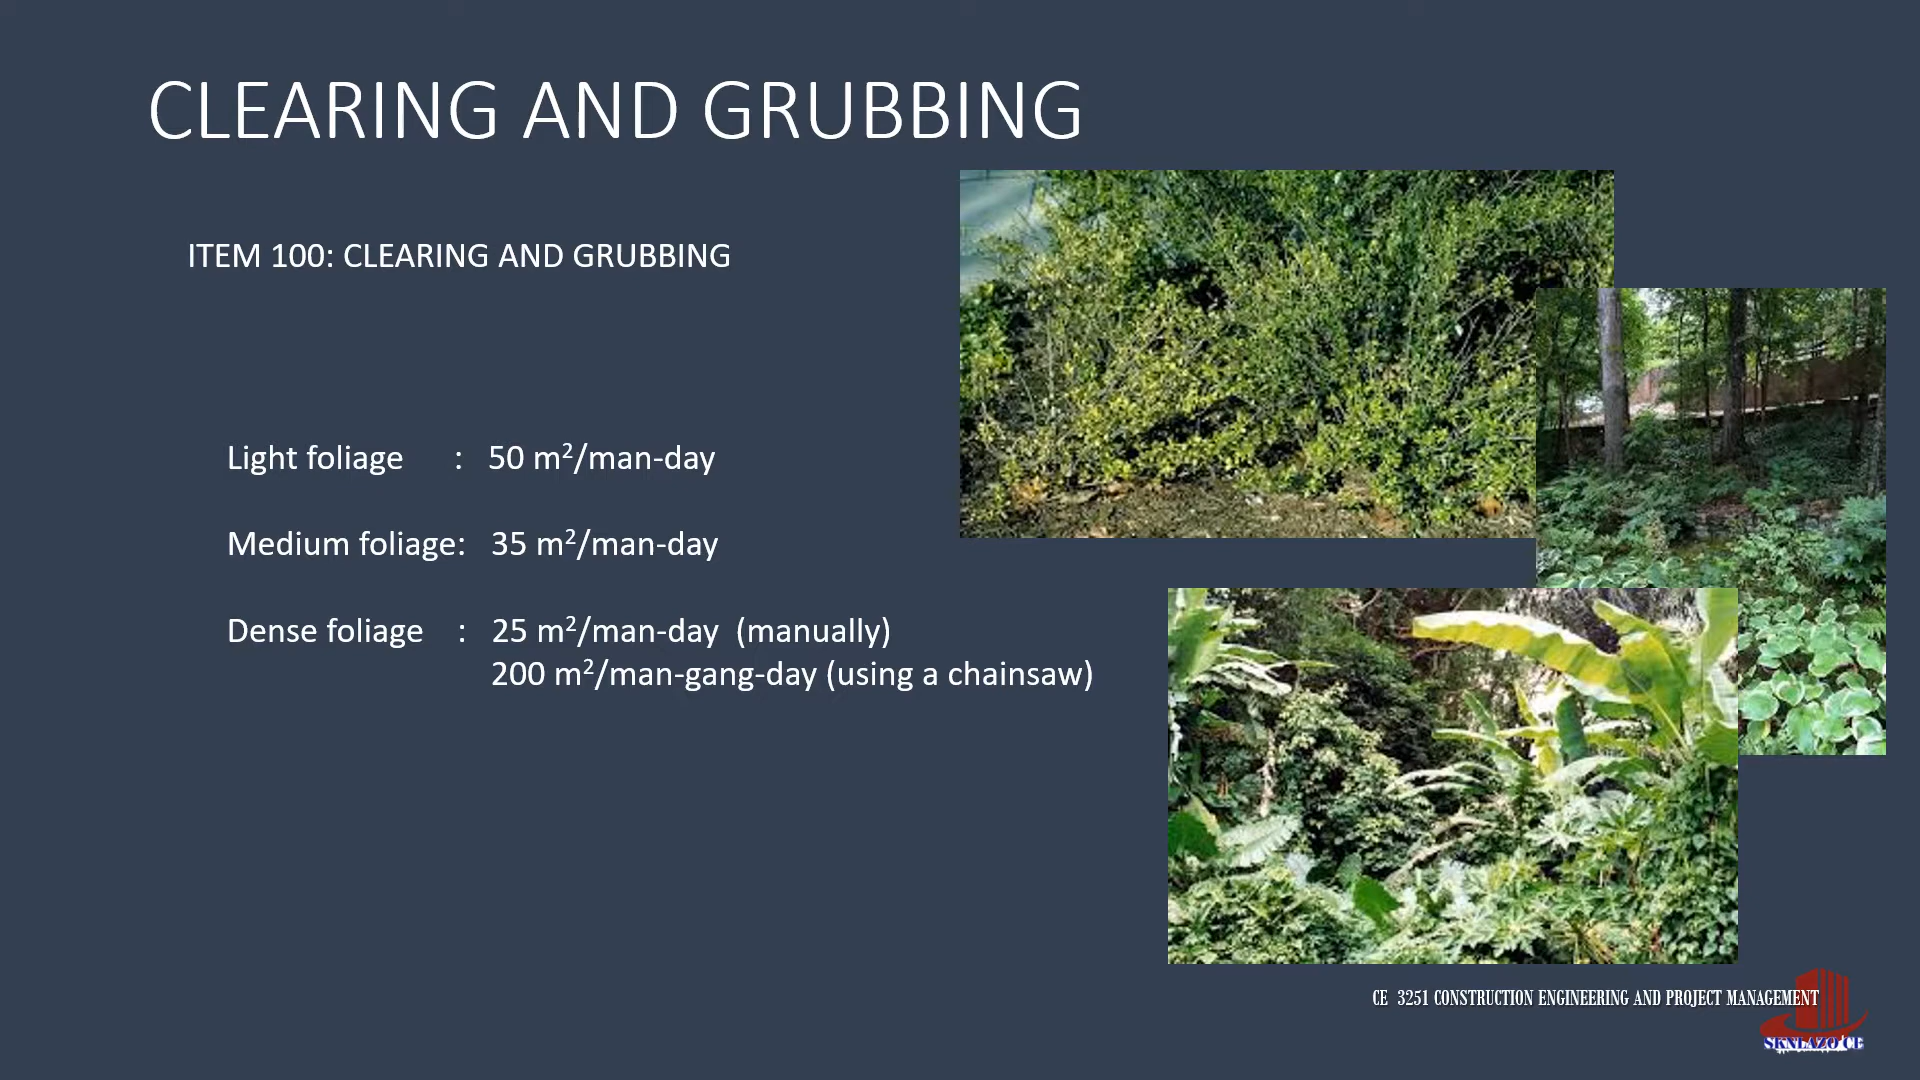 CLEARING AND GRUBBING
ITEM 100: CLEARING AND GRUBBING
Light foliage : 50 m²/man-day
Medium foliage: 35 m²/man-day
Dense foliage : 25 m²/man-day (manually)
200 m²/man-gang-day (using a chainsaw)
CE 3251 CONSTRUCTION ENGINEERING AND PROJECT MANAGEMENT
SKNLAZO CE